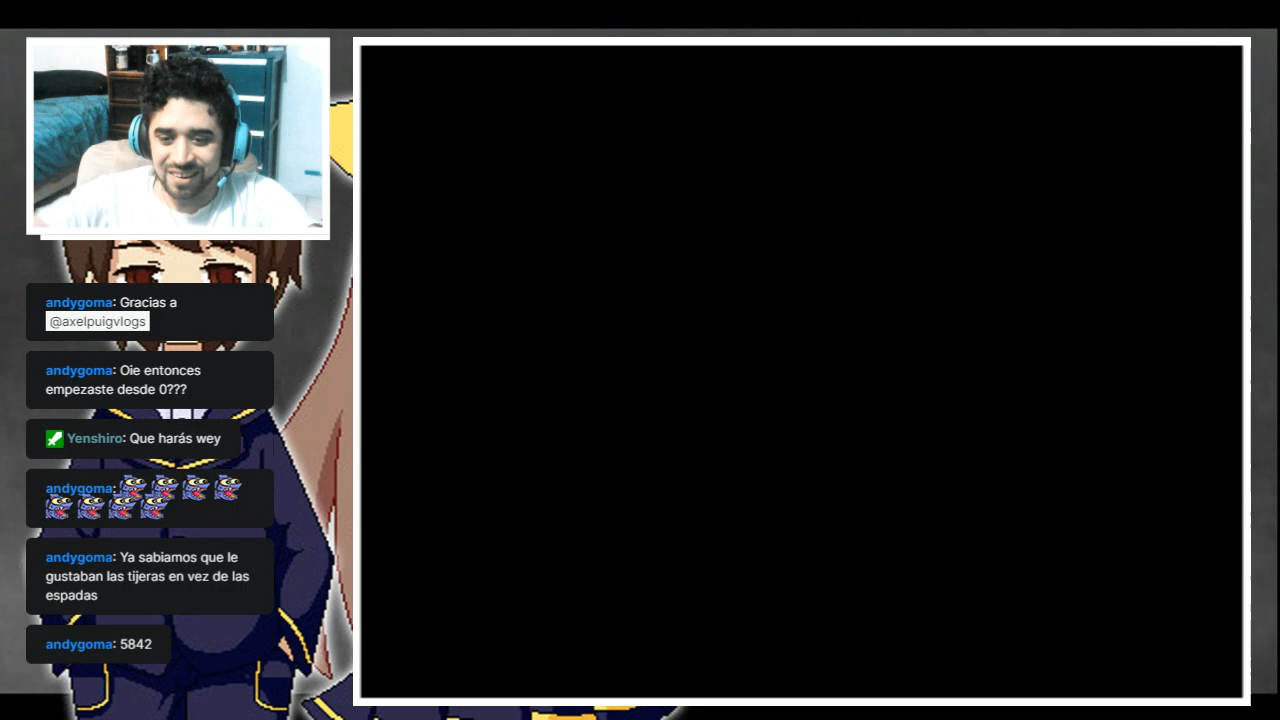 andygoma: Gracias a
@axelpuigvlogs
andygoma: Oie entonces
empezaste desde 0???
Yenshiro: Que harás wey
andygoma:
andygoma: Ya sabiamos que le
gustaban las tijeras en vez de las
espadas
andygoma: 5842